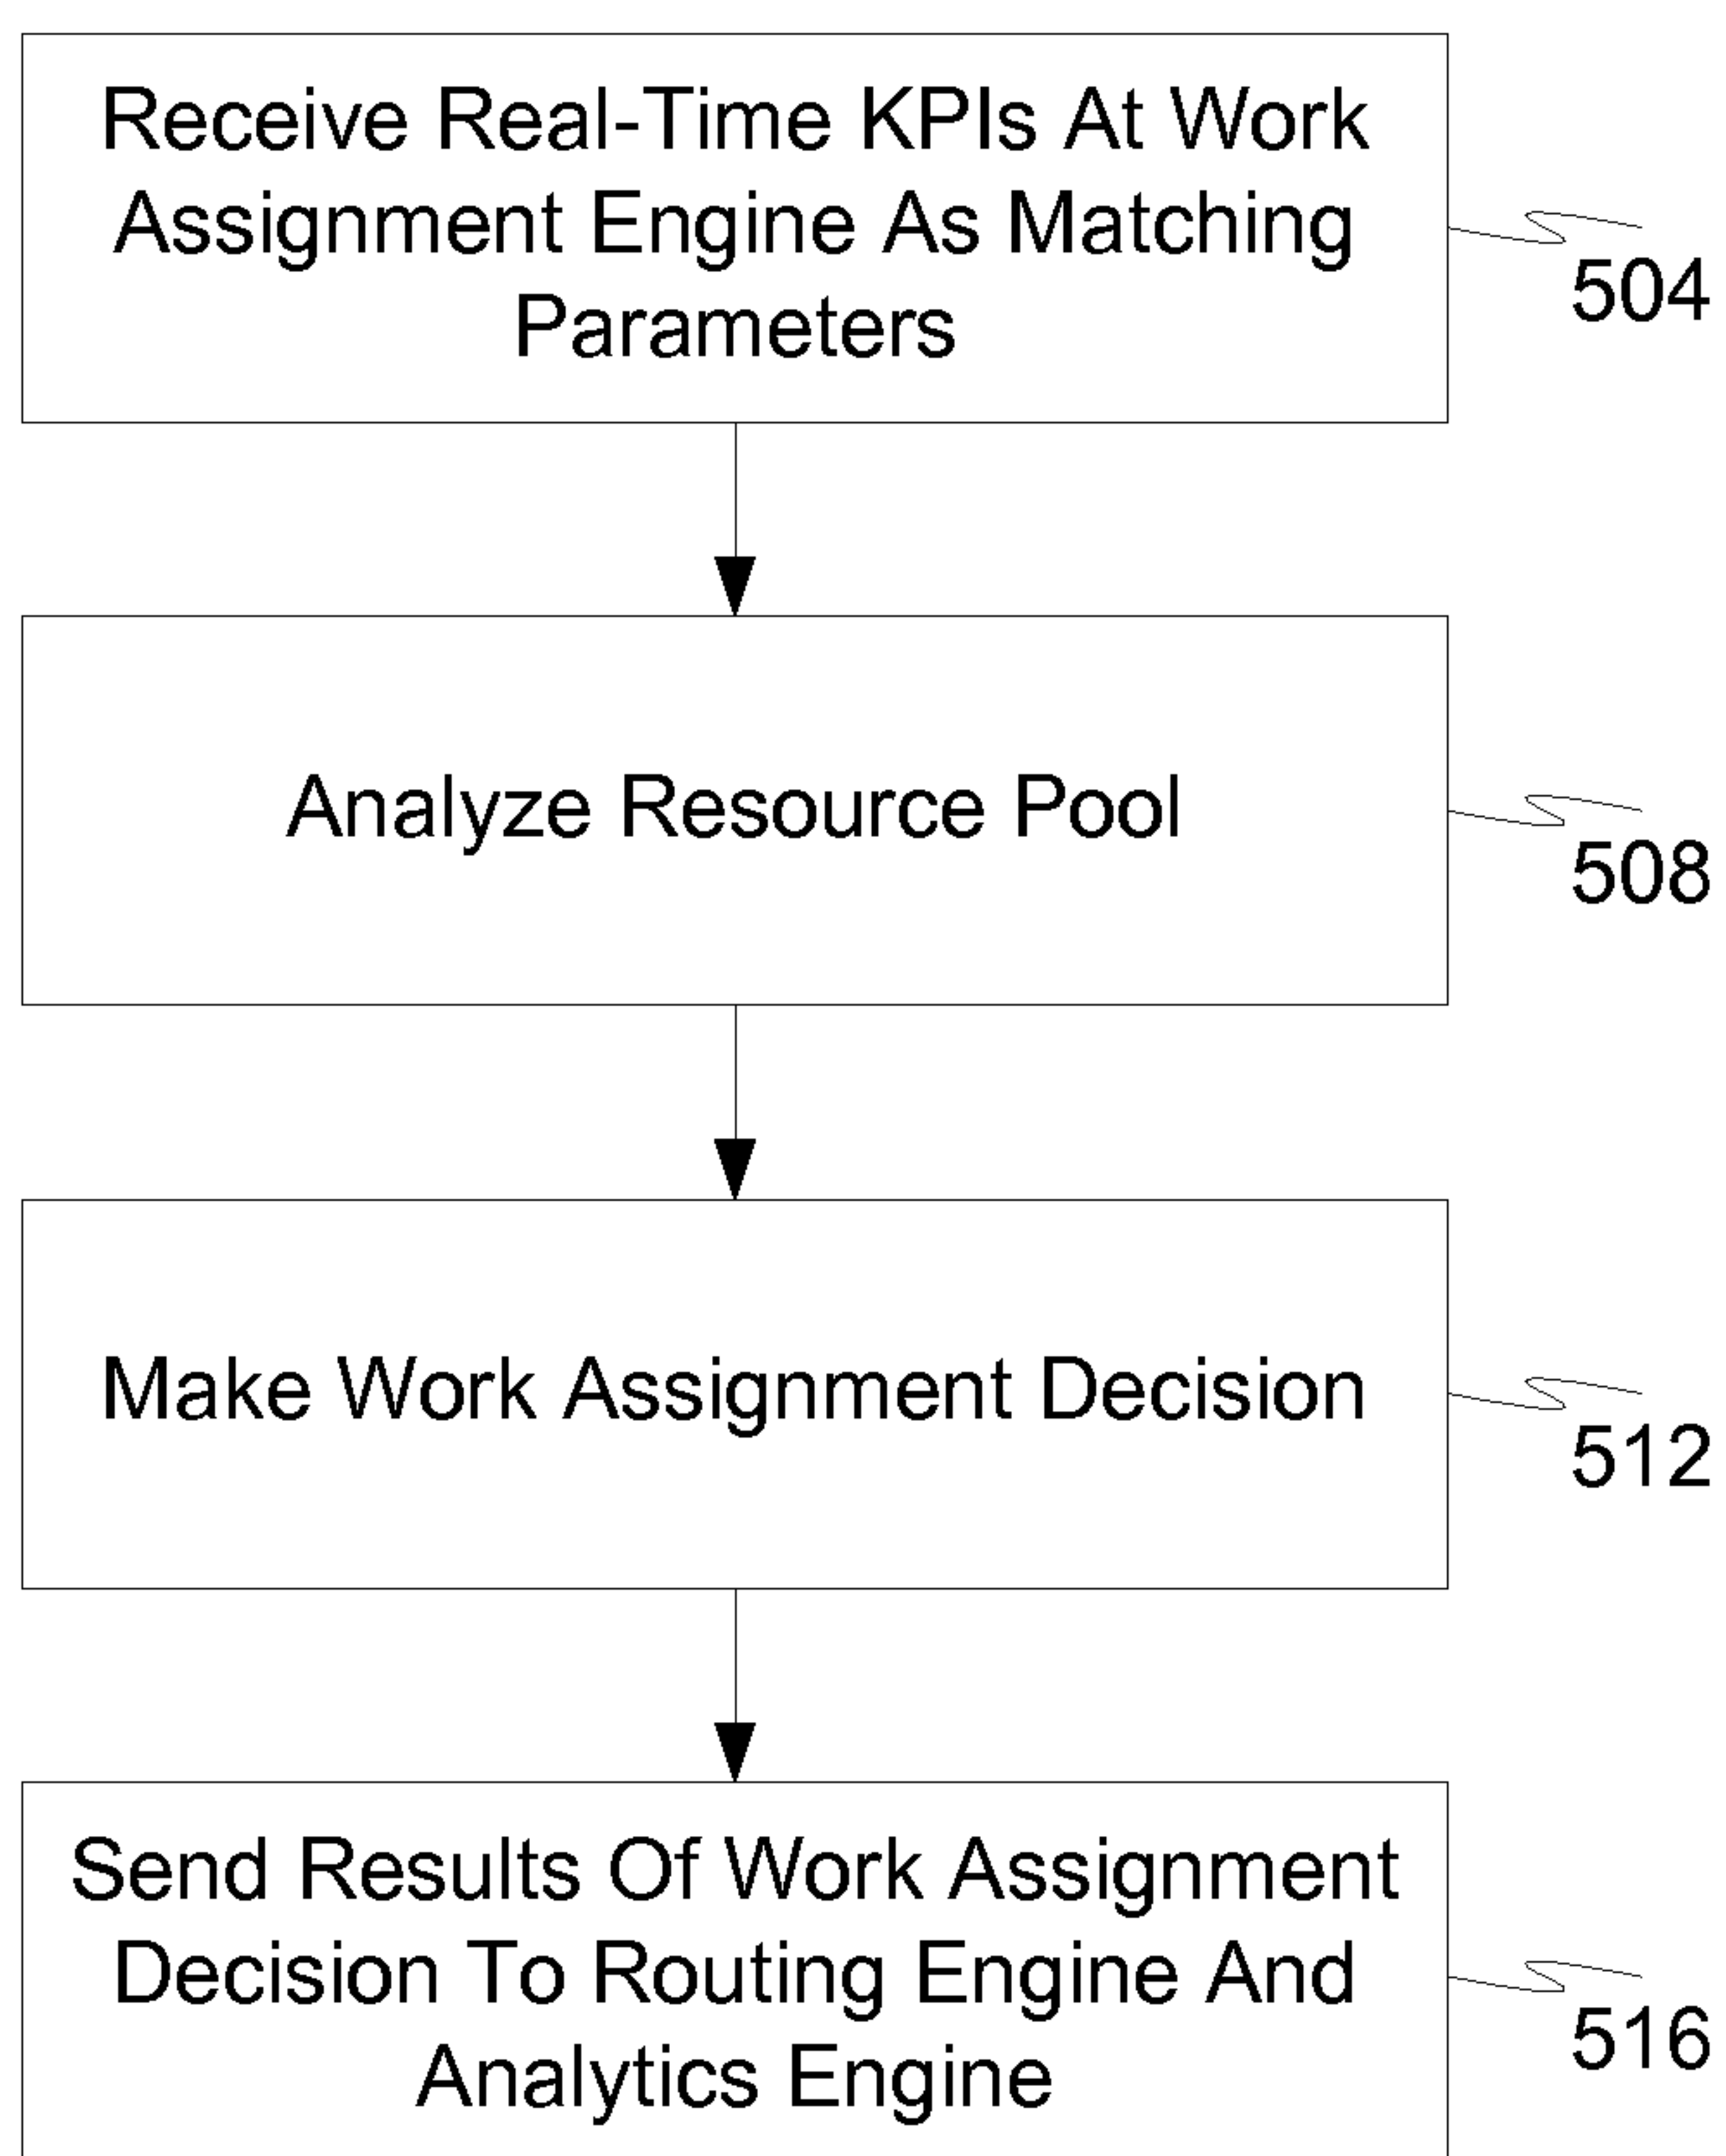 Receive Real-Time KPIs At Work
Assignment Engine As Matching
Parameters
504
Analyze Resource Pool
508
Make Work Assignment Decision
512
Send Results Of Work Assignment
Decision To Routing Engine And
Analytics Engine
516